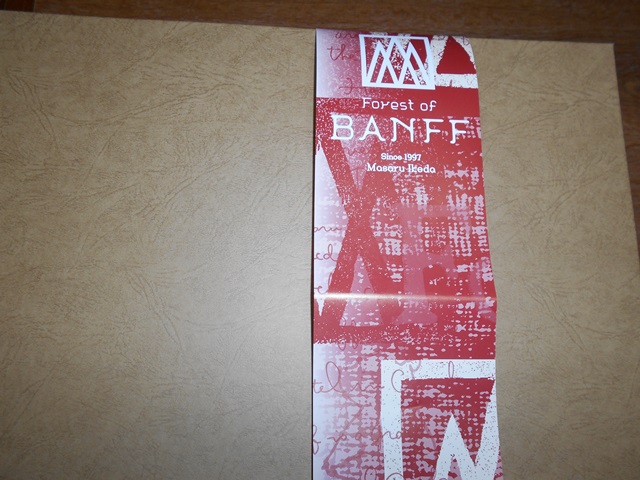 Forest of
BANFF
Since 1997
Masaru Ikeda